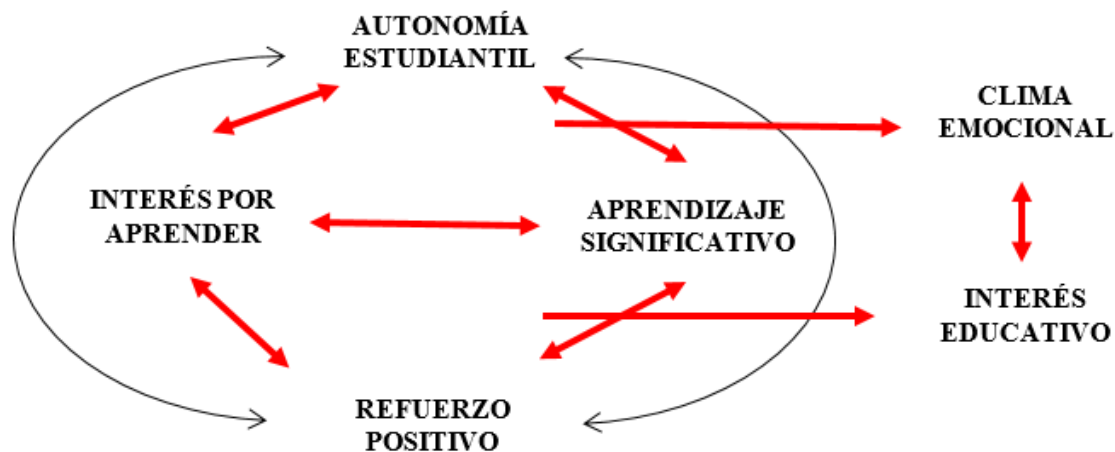 AUTONOMÍA
ESTUDIANTIL
CLIMA
EMOCIONAL
INTERÉS POR
APRENDER
APRENDIZAJE
SIGNIFICATIVO
INTERÉS
EDUCATIVO
REFUERZO
POSITIVO